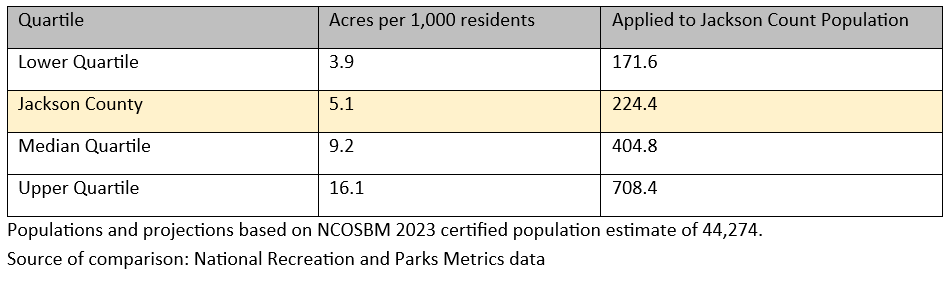 Quartile Acres per 1,000 residents Applied to Jackson Count Population
Lower Quartile 3.9 171.6
Jackson County 5.1 224.4
Median Quartile 9.2 404.8
Upper Quartile 16.1 708.4
Populations and projections based on NCOSBM 2023 certified population estimate of 44,274.
Source of comparison: National Recreation and Parks Metrics data